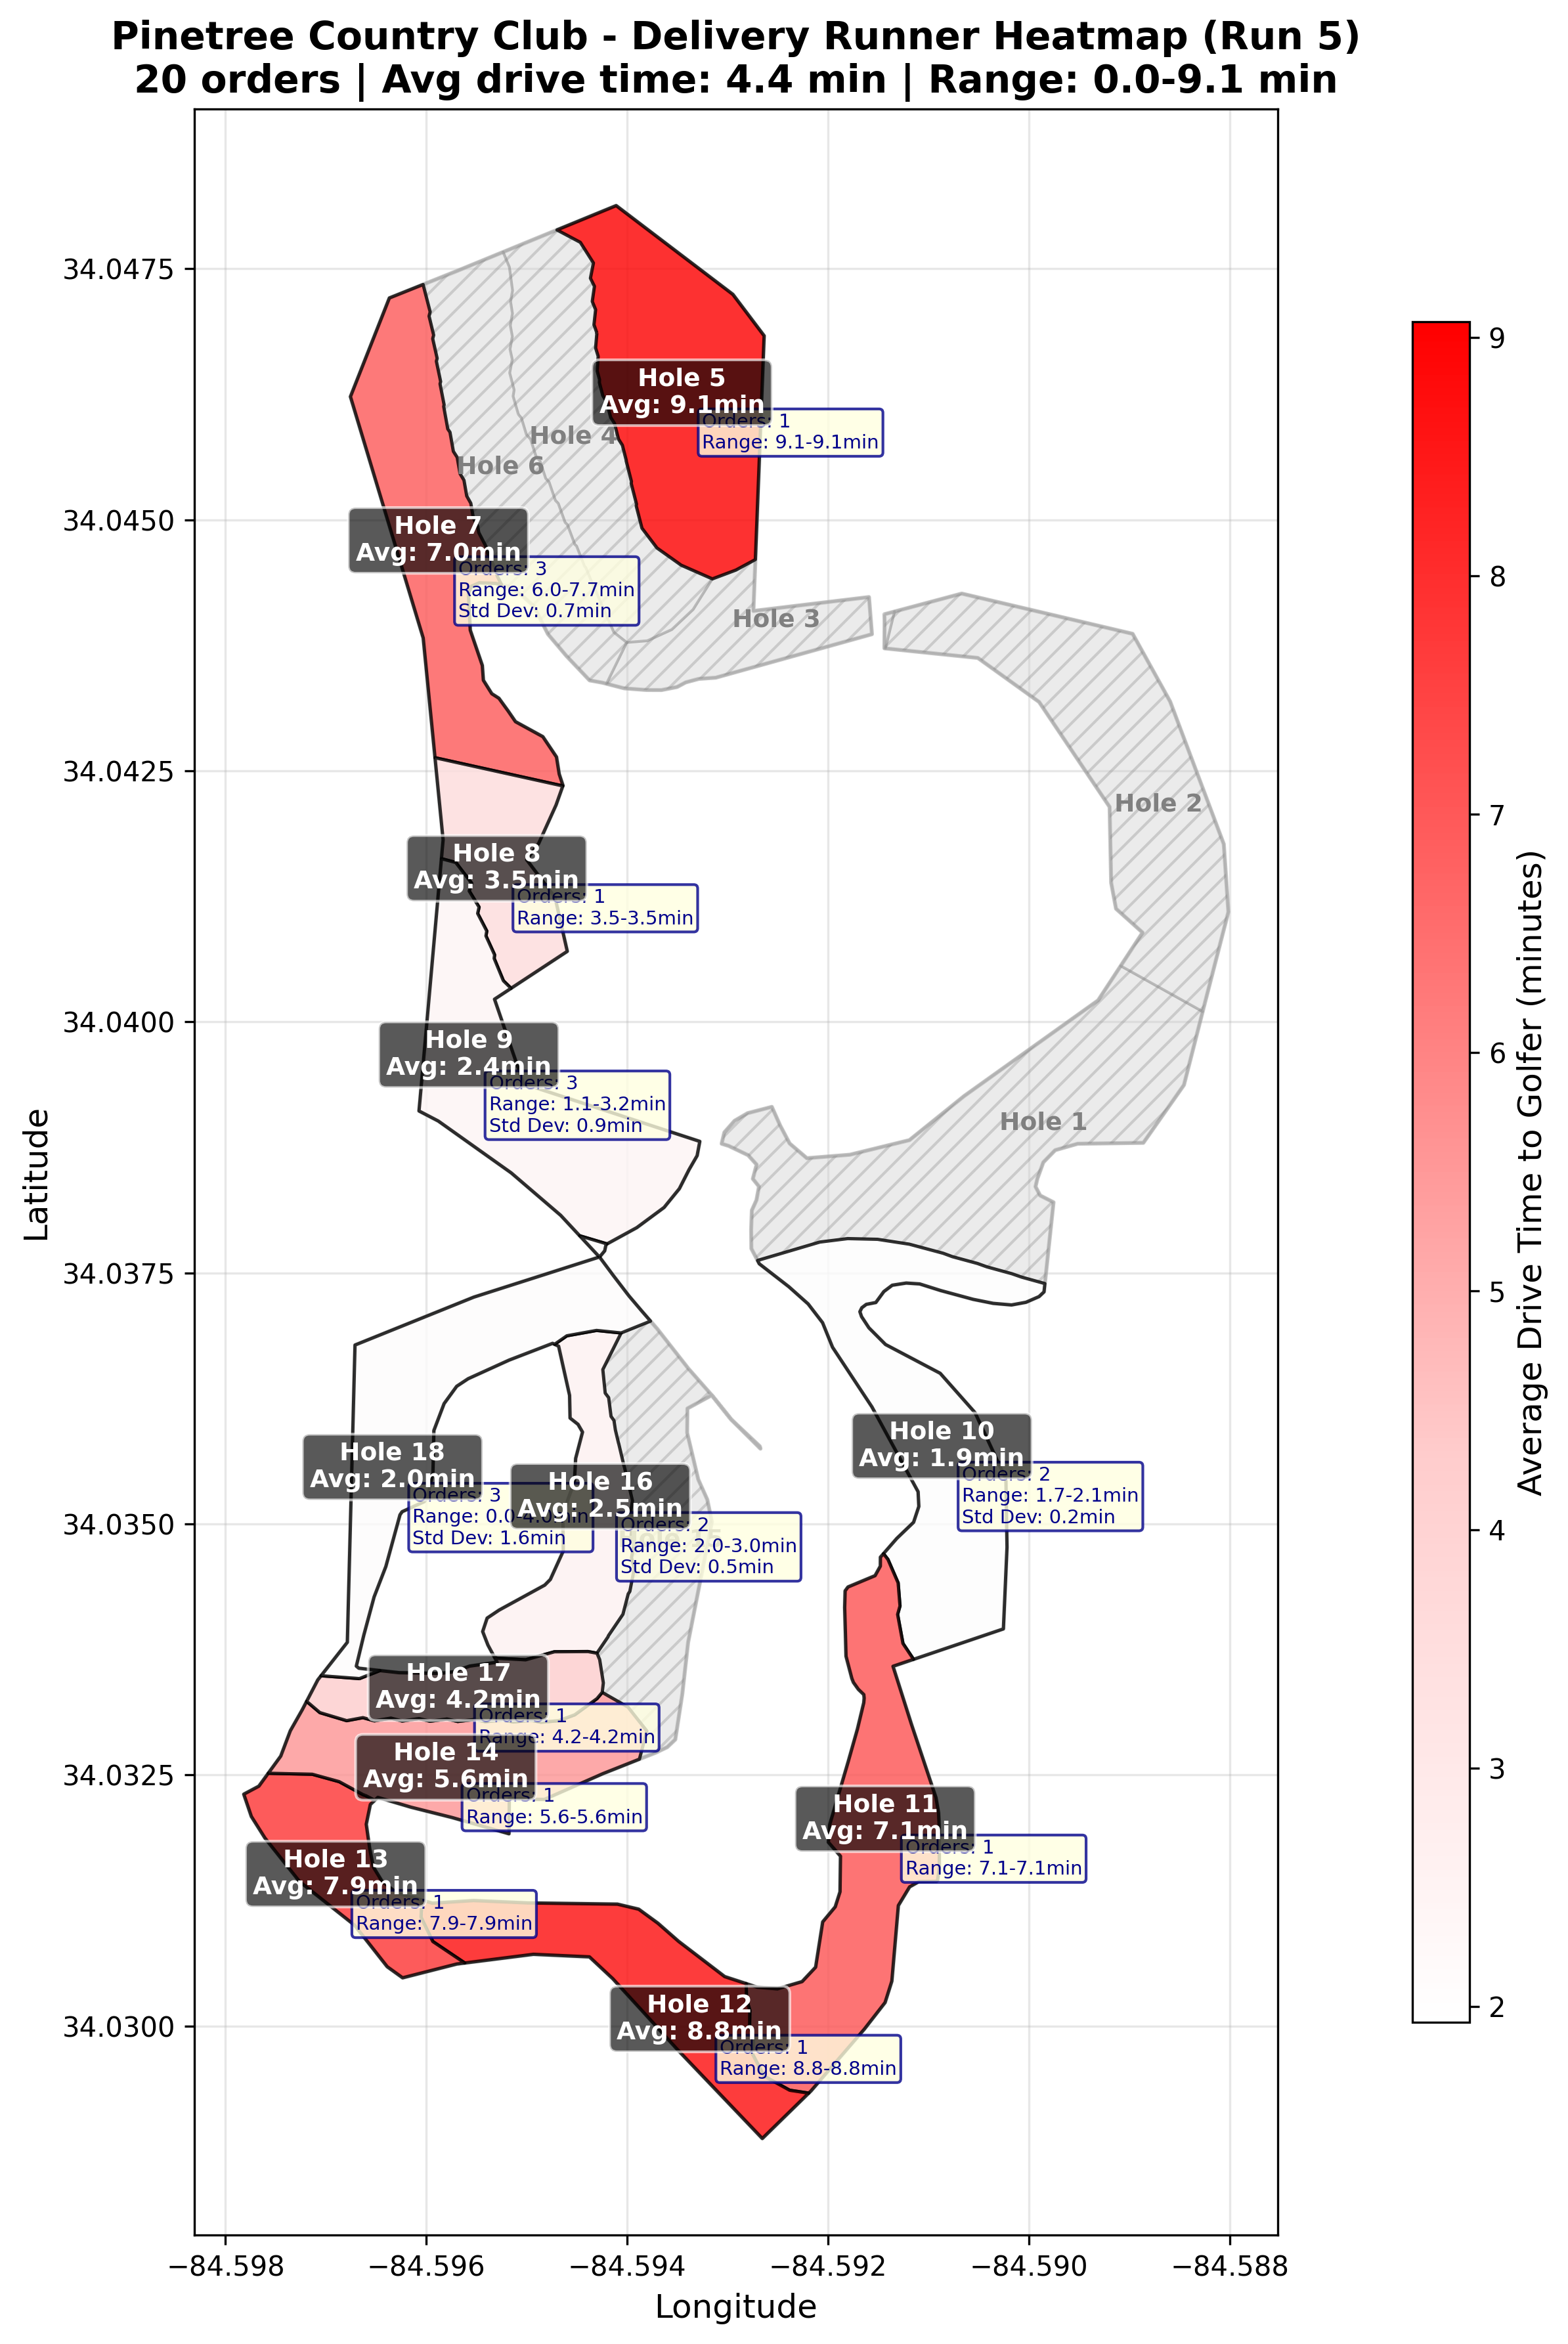 Pinetree Country Club - Delivery Runner Heatmap (Run 5)
20 orders | Avg drive time: 4.4 min | Range: 0.0-9.1 min
34.0475
34.0450
34.0425
34.0400
34.0375
34.0350
34.0325
34.0300
Latitude
−84.598
−84.596
−84.594
−84.592
−84.590
−84.588
Longitude
Hole 5
Avg: 9.1min
Orders: 1
Range: 9.1-9.1min
Hole 4
Hole 6
Hole 7
Avg: 7.0min
Orders: 3
Range: 6.0-7.7min
Std Dev: 0.7min
Hole 3
Hole 2
Hole 8
Avg: 3.5min
Orders: 1
Range: 3.5-3.5min
Hole 9
Avg: 2.4min
Orders: 3
Range: 1.1-3.2min
Std Dev: 0.9min
Hole 1
Hole 10
Avg: 1.9min
Orders: 2
Range: 1.7-2.1min
Std Dev: 0.2min
Hole 18
Avg: 2.0min
Orders: 3
Range: 0.0-4.0min
Std Dev: 1.6min
Hole 16
Avg: 2.5min
Orders: 2
Range: 2.0-3.0min
Std Dev: 0.5min
Hole 17
Avg: 4.2min
Orders: 1
Range: 4.2-4.2min
Hole 14
Avg: 5.6min
Orders: 1
Range: 5.6-5.6min
Hole 11
Avg: 7.1min
Orders: 1
Range: 7.1-7.1min
Hole 13
Avg: 7.9min
Orders: 1
Range: 7.9-7.9min
Hole 12
Avg: 8.8min
Orders: 1
Range: 8.8-8.8min
9
8
7
6
5
4
3
2
Average Drive Time to Golfer (minutes)